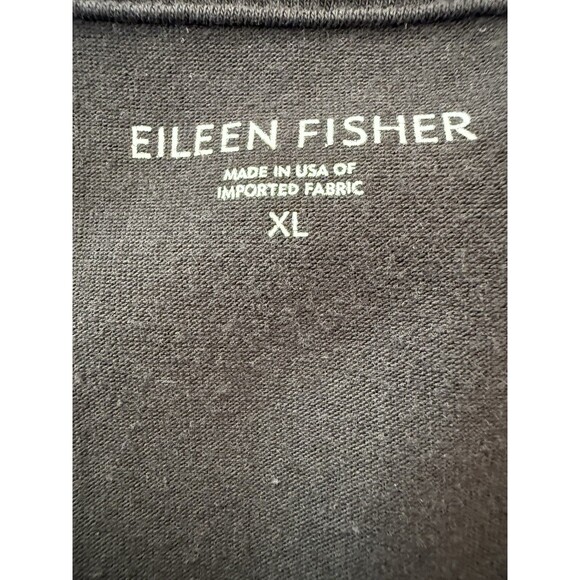 EILEEN FISHER
MADE IN USA OF
IMPORTED FABRIC
XL